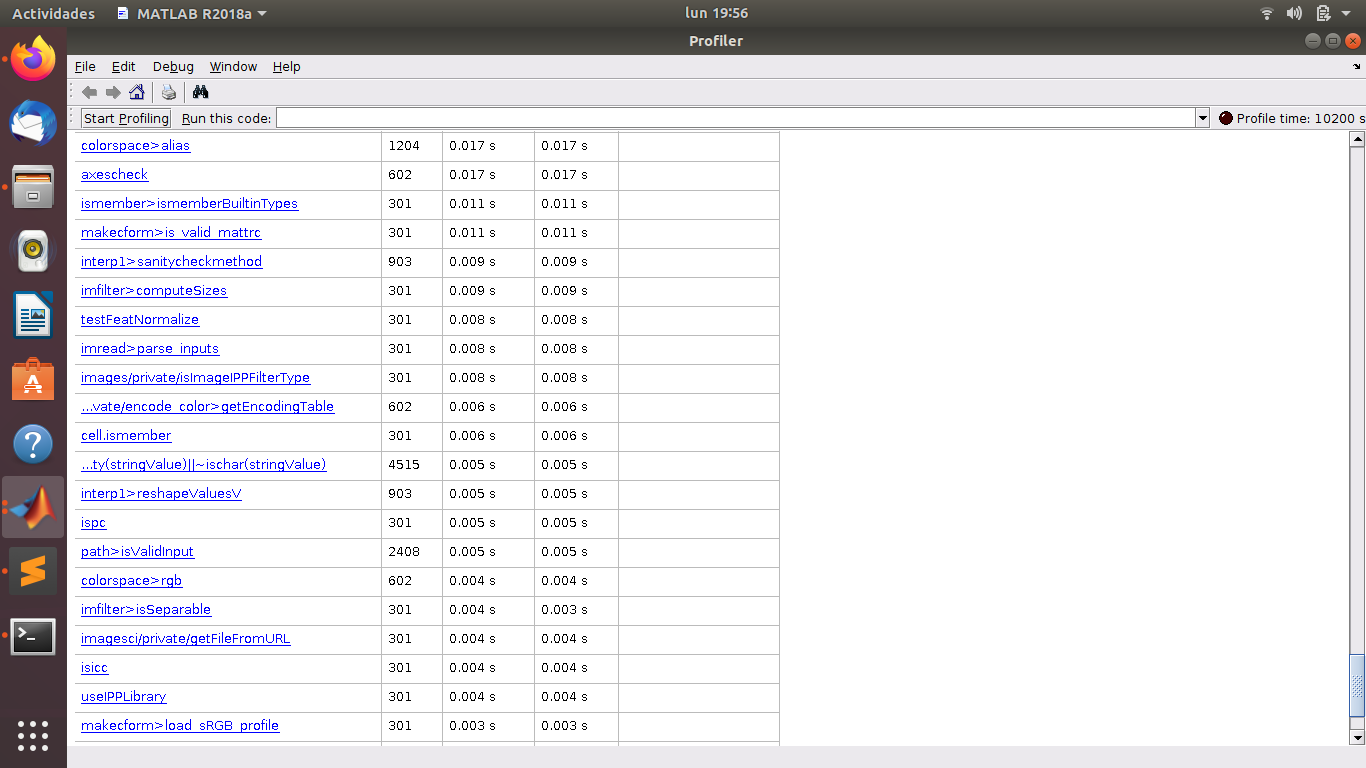 Actividades MATLAB R2018a lun 19:56
Profiler
File Edit Debug Window Help
Start Profiling Run this code: Profile time: 10200 s
colorspace>alias 1204 0.017 s 0.017 s
axescheck 602 0.017 s 0.017 s
ismember>ismemberBuiltinTypes 301 0.011 s 0.011 s
makecform>is_valid_mattrc 301 0.011 s 0.011 s
interp1>sanitycheckmethod 903 0.009 s 0.009 s
imfilter>computeSizes 301 0.009 s 0.009 s
testFeatNormalize 301 0.008 s 0.008 s
imread>parse_inputs 301 0.008 s 0.008 s
images/private/isImageIPPFilterType 301 0.008 s 0.008 s
...vate/encode_color>getEncodingTable 602 0.006 s 0.006 s
cell.ismember 301 0.006 s 0.006 s
...ty(stringValue)||~ischar(stringValue) 4515 0.005 s 0.005 s
interp1>reshapeValuesV 903 0.005 s 0.005 s
ispc 301 0.005 s 0.005 s
path>isValidInput 2408 0.005 s 0.005 s
colorspace>rgb 602 0.004 s 0.004 s
imfilter>isSeparable 301 0.004 s 0.003 s
imagesci/private/getFileFromURL 301 0.004 s 0.004 s
isicc 301 0.004 s 0.004 s
useIPPLibrary 301 0.004 s 0.004 s
makecform>load_sRGB_profile 301 0.003 s 0.003 s